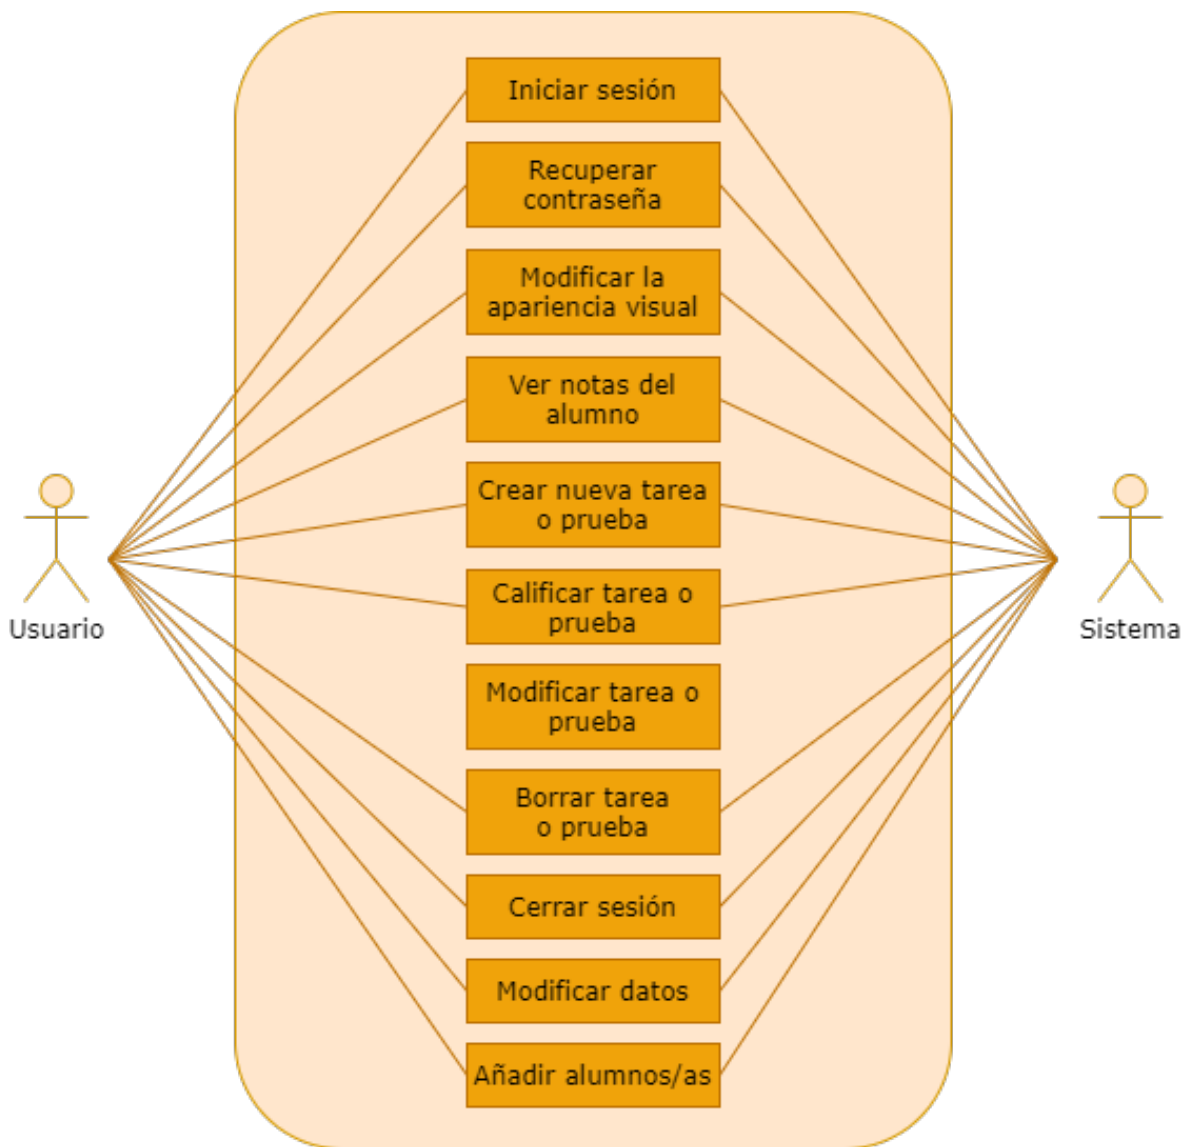 Iniciar sesión
Recuperar
contraseña
Modificar la
apariencia visual
Ver notas del
alumno
Crear nueva tarea
o prueba
Calificar tarea o
prueba
Modificar tarea o
prueba
Borrar tarea
o prueba
Cerrar sesión
Modificar datos
Añadir alumnos/as
Usuario
Sistema